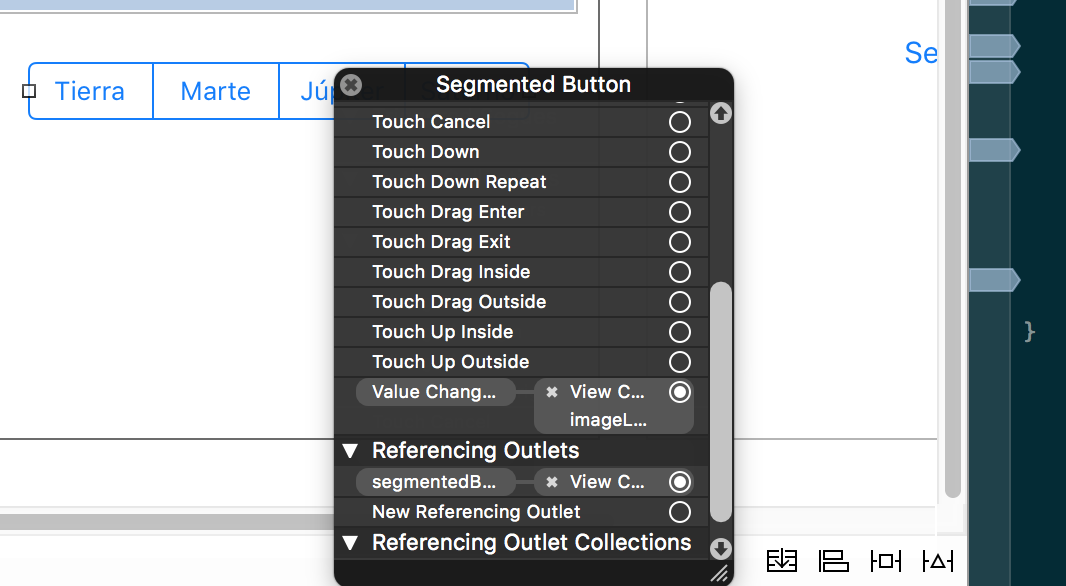 Se
Tierra Marte Jú
Segmented Button
Touch Cancel
Touch Down
Touch Down Repeat
Touch Drag Enter
Touch Drag Exit
Touch Drag Inside
Touch Drag Outside
Touch Up Inside
Touch Up Outside
Value Chang... View C...
imageL...
Referencing Outlets
segmentedB... View C...
New Referencing Outlet
Referencing Outlet Collections
}